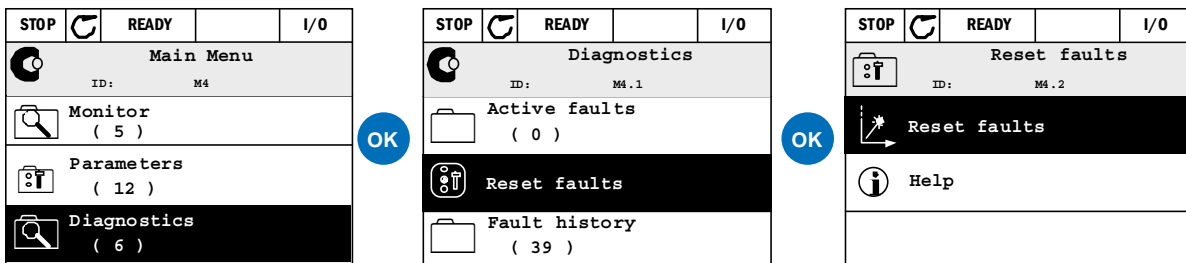 STOP READY I/O
Main Menu
ID: M4
Monitor
( 5 )
Parameters
( 12 )
Diagnostics
( 6 )
OK
STOP READY I/O
Diagnostics
ID: M4.1
Active faults
( 0 )
Reset faults
Fault history
( 39 )
OK
STOP READY I/O
Reset faults
ID: M4.2
Reset faults
Help